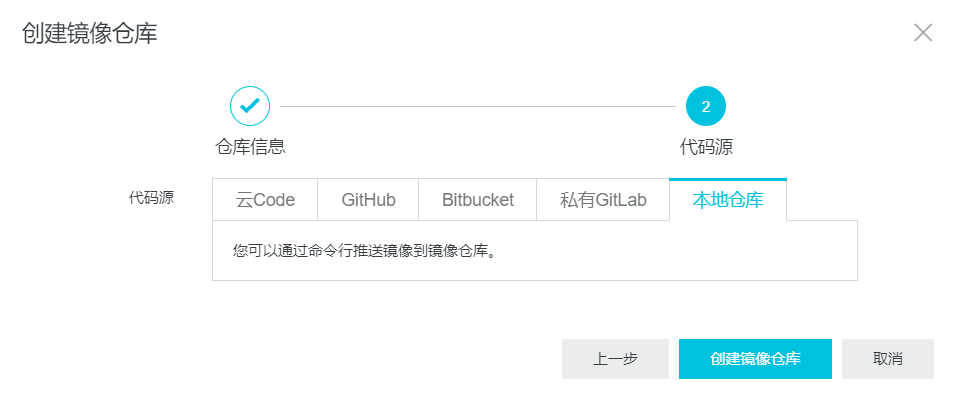 创建镜像仓库
2
仓库信息 代码源
代码源 云Code GitHub Bitbucket 私有GitLab 本地仓库
您可以通过命令行推送镜像到镜像仓库。
上一步 创建镜像仓库 取消